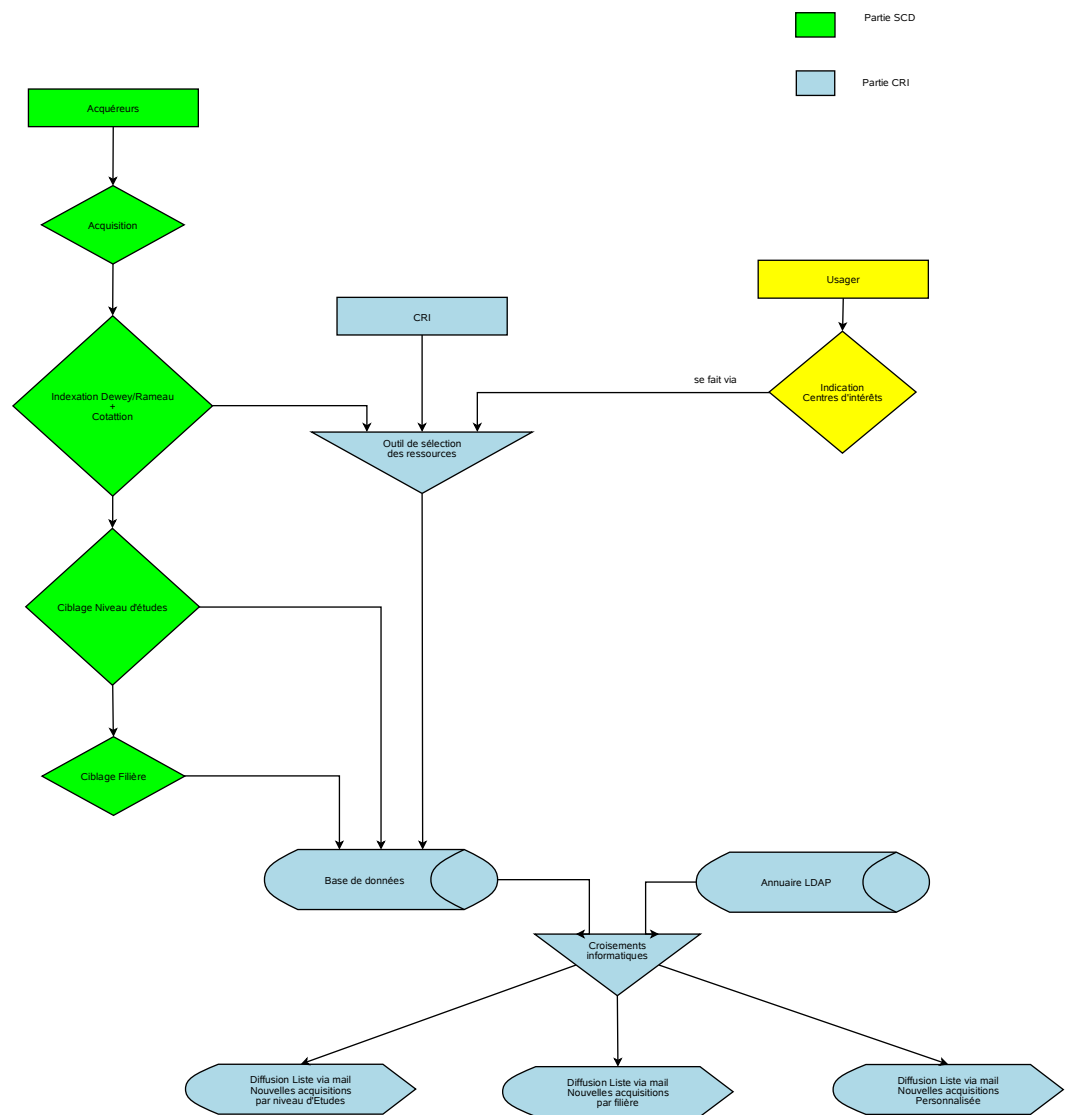 Partie SCD
Partie CRI
Acquéreurs
Acquisition
Usager
CRI
se fait via
Indication
Centres d'intérêts
Indexation Dewey/Rameau
+
Cotattion
Outil de sélection
des ressources
Ciblage Niveau d'études
Ciblage Filière
Base de données
Annuaire LDAP
Croisements
informatiques
Diffusion Liste via mail
Nouvelles acquisitions
par niveau d'Etudes
Diffusion Liste via mail
Nouvelles acquisitions
par filière
Diffusion Liste via mail
Nouvelles acquisitions
Personnalisée